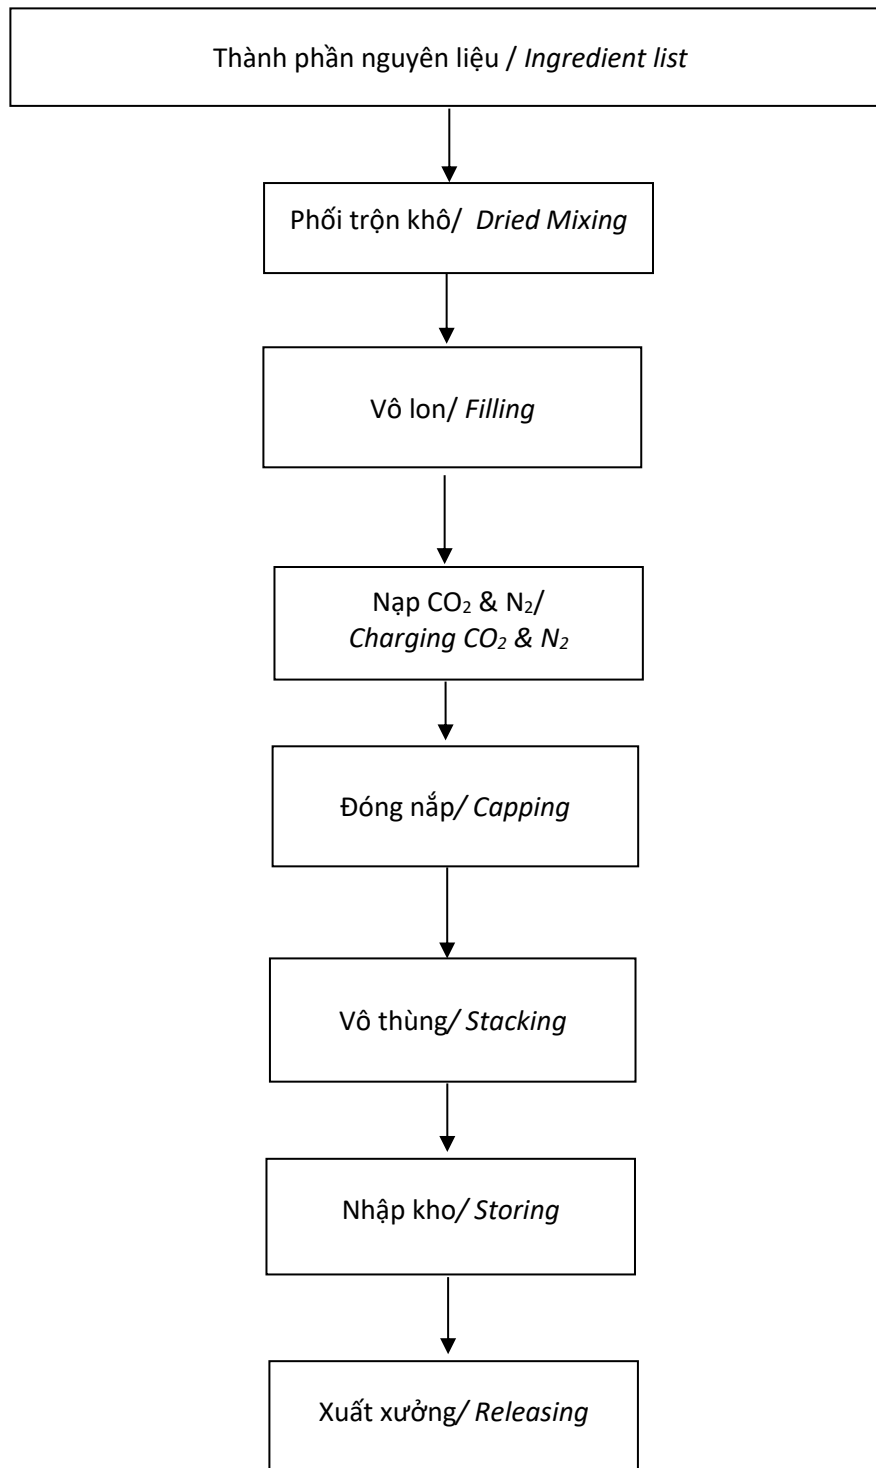 Thành phần nguyên liệu / Ingredient list
Phối trộn khô/ Dried Mixing
Vô lon/ Filling
Nạp CO₂ & N₂/
Charging CO₂ & N₂
Đóng nắp/ Capping
Vô thùng/ Stacking
Nhập kho/ Storing
Xuất xưởng/ Releasing